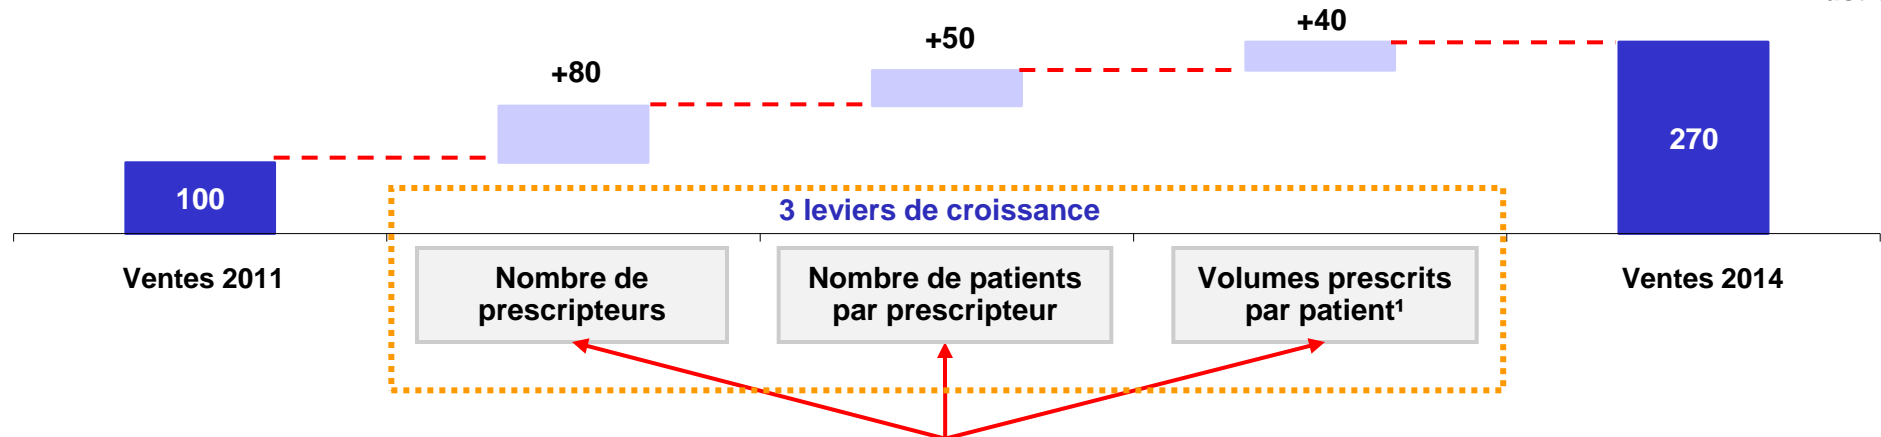 +40
+50
+80
270
100
3 leviers de croissance
Ventes 2011
Nombre de
prescripteurs
Nombre de patients
par prescripteur
Volumes prescrits
par patient¹
Ventes 2014